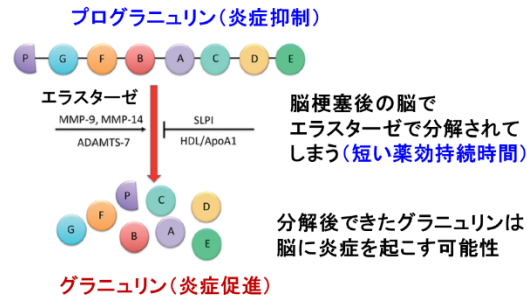 プログラニュリン(炎症抑制)
P G F B A C D E
エラスターゼ
MMP-9, MMP-14
ADAMTS-7
SLPI
HDL/ApoA1
脳梗塞後の脳で
エラスターゼで分解されて
しまう(短い薬効持続時間)
P C D
G F B A E
分解後できたグラニュリンは
脳に炎症を起こす可能性
グラニュリン(炎症促進)